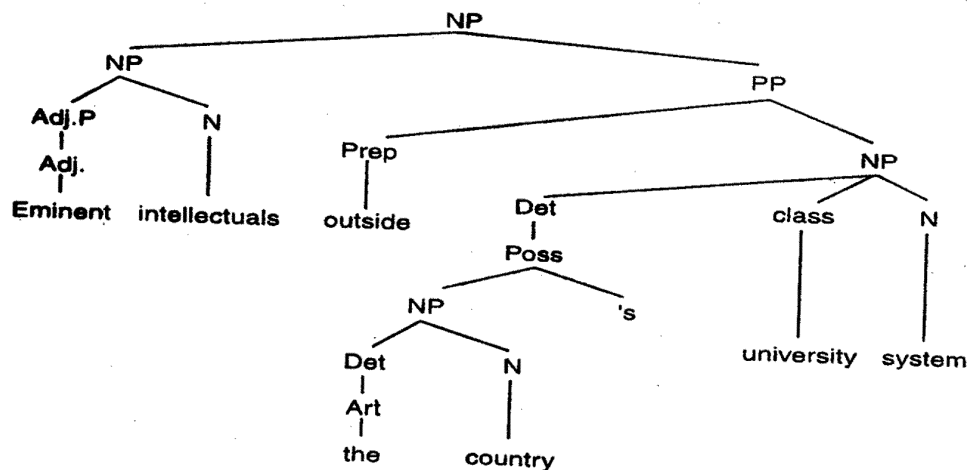 NP
NP PP
Adj.P N Prep NP
Adj. Det class N
Eminent intellectuals outside Poss
NP 's
Det N university system
Art
the country